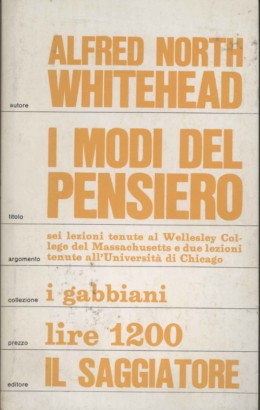 ALFRED NORTH
autore WHITEHEAD
I MODI DEL
titolo PENSIERO
sei lezioni tenute al Wellesley Col-
lege del Massachusetts e due lezioni
argomento tenute all'Università di Chicago
collezione i gabbiani
prezzo lire 1200
editore IL SAGGIATORE